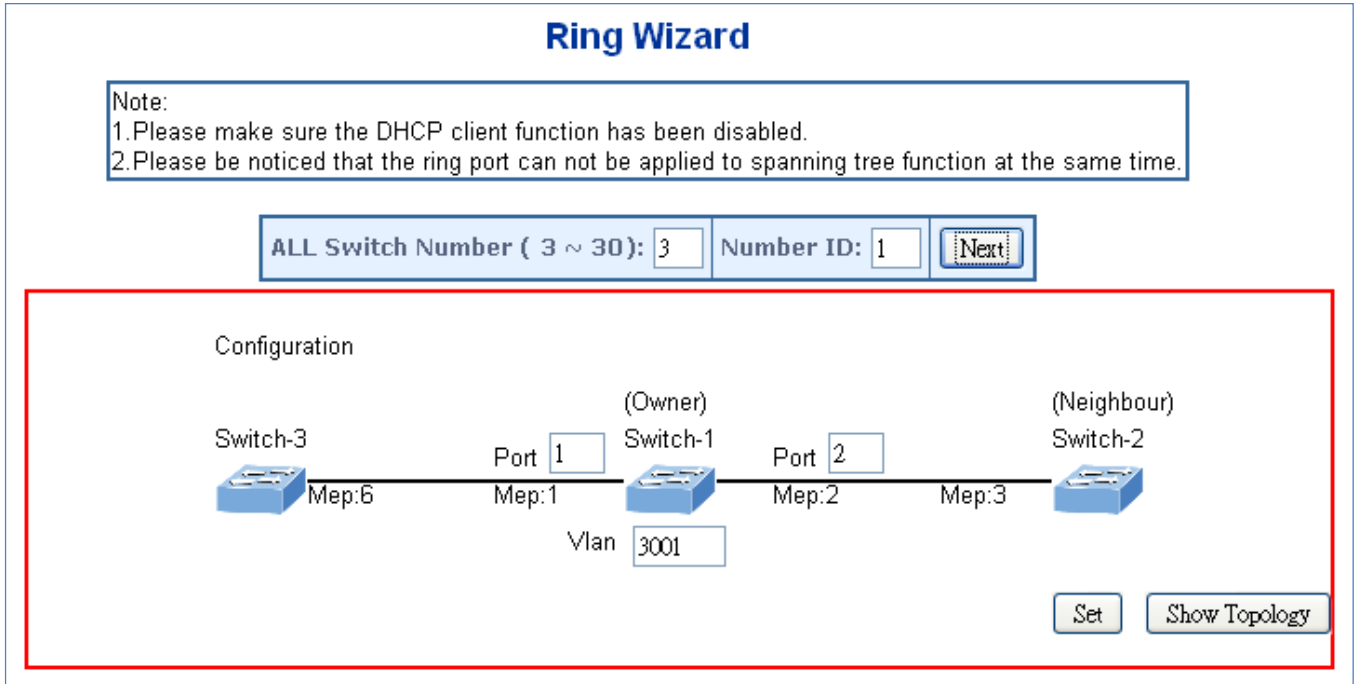 Ring Wizard
Note:
1.Please make sure the DHCP client function has been disabled.
2.Please be noticed that the ring port can not be applied to spanning tree function at the same time.
ALL Switch Number ( 3 ~ 30): 3 Number ID: 1 Next
Configuration
(Owner) (Neighbour)
Switch-3 Port 1 Switch-1 Port 2 Switch-2
Mep:6 Mep:1 Mep:2 Mep:3
Vlan 3001
Set Show Topology